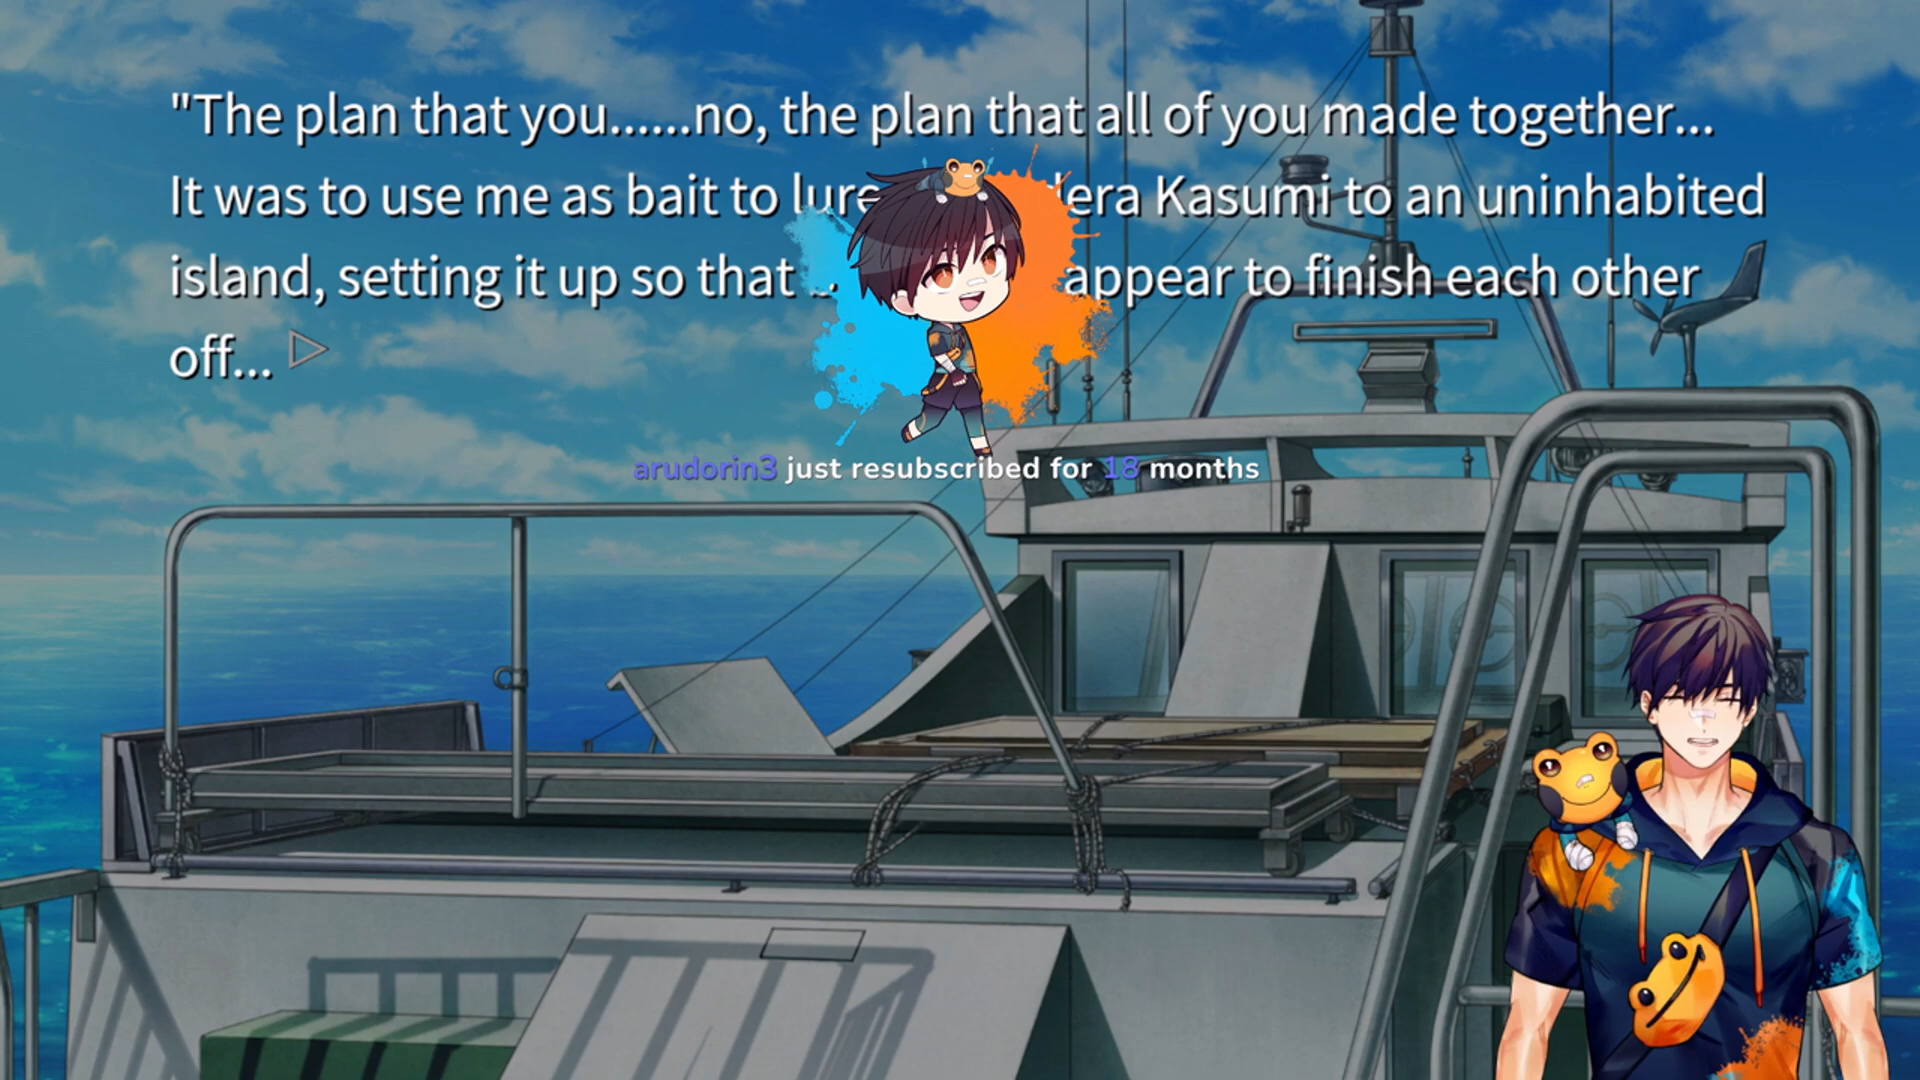 "The plan that you......no, the plan that all of you made together...
It was to use me as bait to lure Kasumi to an uninhabited
island, setting it up so that appear to finish each other
off...
arudorin3 just resubscribed for 18 months